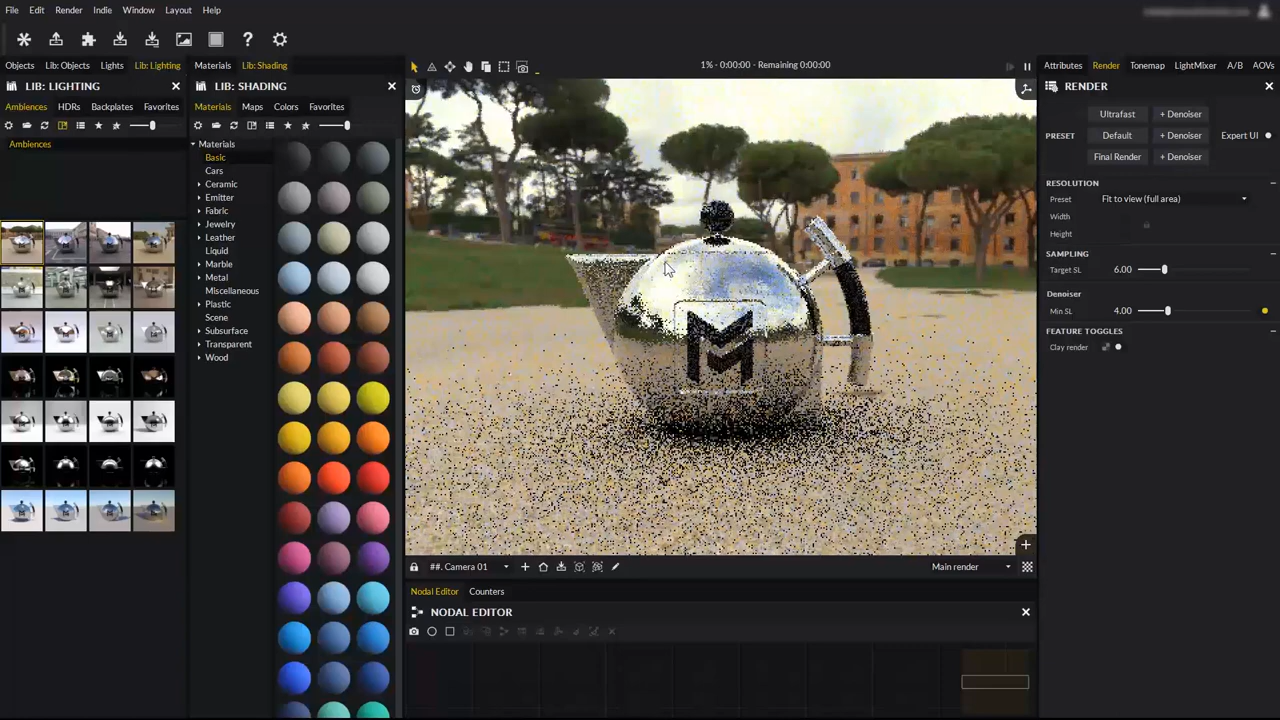 File Edit Render Indie Window Layout Help
Objects Lib: Objects Lights Lib: Lighting
Materials Lib: Shading
1% - 0:00:00 - Remaining 0:00:00
Attributes Render Tonemap LightMixer A/B AOVs
LIB: LIGHTING
LIB: SHADING
RENDER
Ambiences HDRs Backplates Favorites
Materials Maps Colors Favorites
Ambiences
Materials
Basic
Cars
Ceramic
Emitter
Fabric
Jewelry
Leather
Liquid
Marble
Metal
Miscellaneous
Plastic
Scene
Subsurface
Transparent
Wood
M
Ultrafast + Denoiser
PRESET Default + Denoiser Expert UI
Final Render + Denoiser
RESOLUTION
Preset Fit to view (full area)
Width
Height
SAMPLING
Target SL 6.00
Denoiser
Min SL 4.00
FEATURE TOGGLES
Clay render
##. Camera 01
Main render
Nodal Editor Counters
NODAL EDITOR